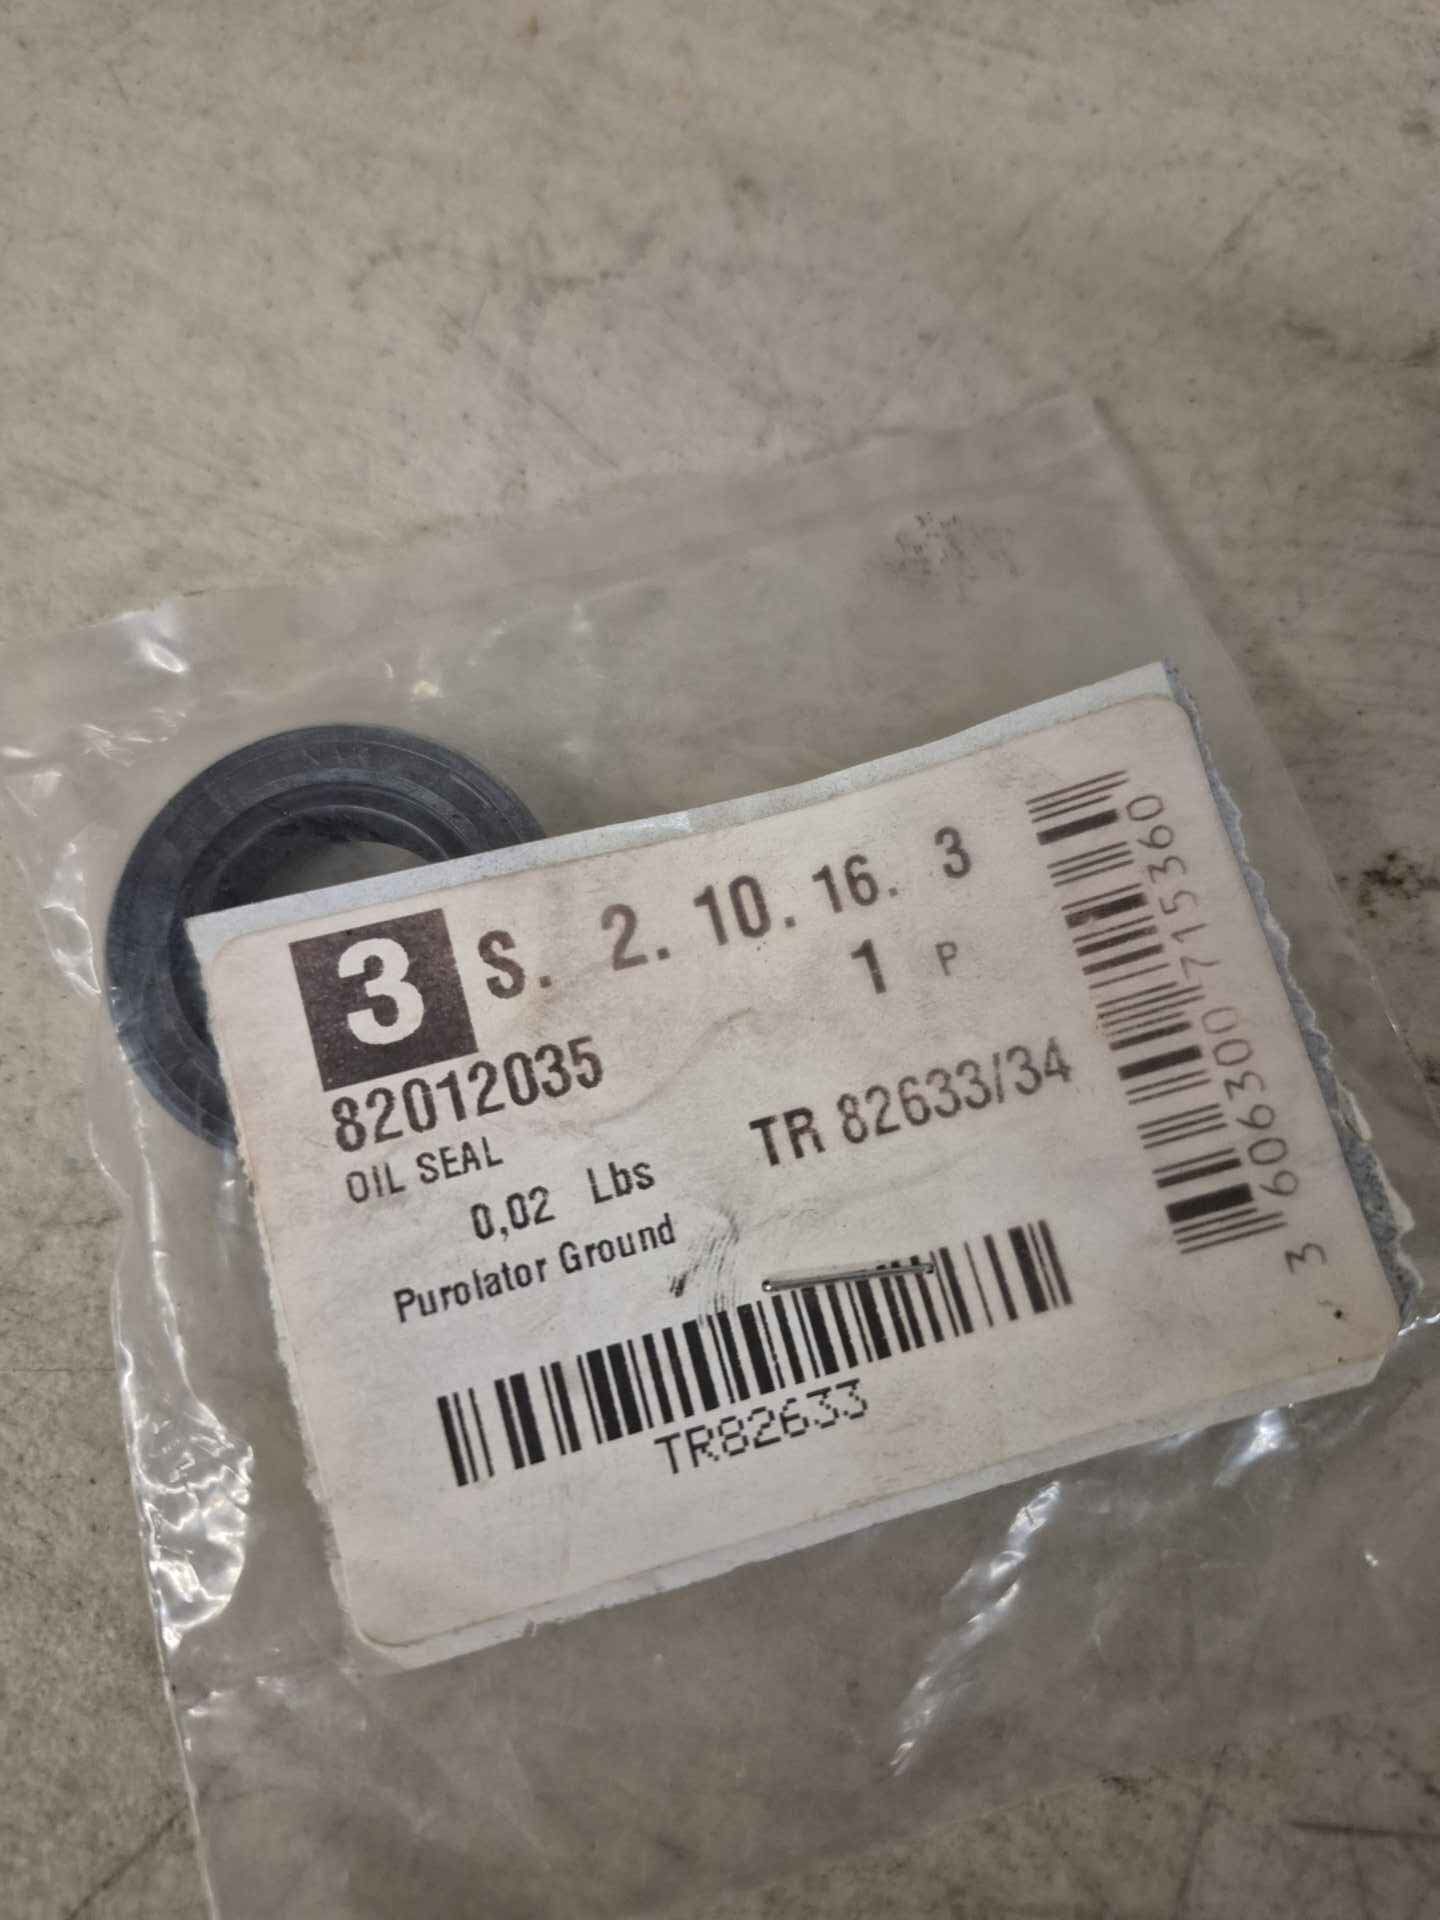 3 S. 2. 10. 16. 3
1 P
82012035
OIL SEAL
TR 82633/34
0,02 Lbs
Purolator Ground
TR82633
3 606300 715360